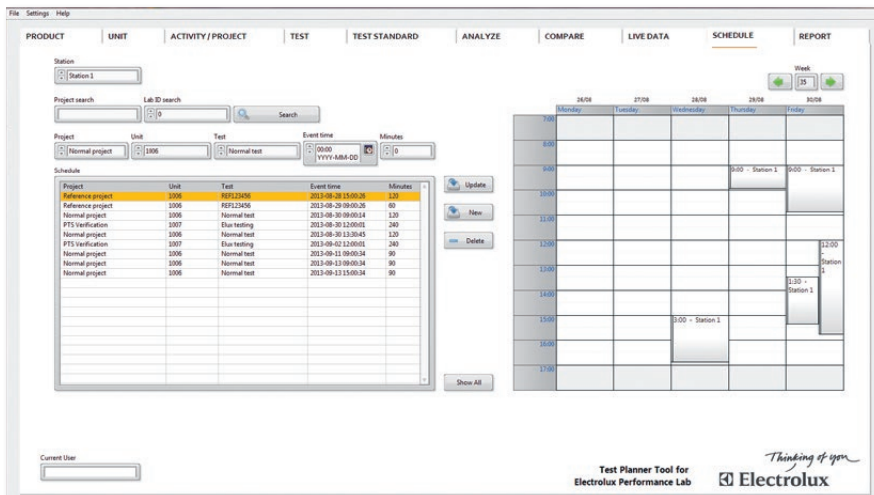 File Settings Help
PRODUCT UNIT ACTIVITY / PROJECT TEST TEST STANDARD ANALYZE COMPARE LIVE DATA SCHEDULE REPORT
Station
Station 1
Week
35
Project search Lab ID search
0 Search
Project Unit Test Event time Minutes
Normal project 1006 Normal test 00:00 YYYY-MM-DD 0
Schedule
Project Unit Test Event time Minutes
Reference project 1006 REF123456 2013-08-28 15:00:26 120
Reference project 1006 REF123456 2013-08-29 09:00:26 60
Normal project 1006 Normal test 2013-08-30 09:00:14 120
PTS Verification 1007 Elux testing 2013-08-30 12:00:01 240
Normal project 1006 Normal test 2013-08-30 13:30:45 120
PTS Verification 1007 Elux testing 2013-09-02 12:00:01 240
Normal project 1006 Normal test 2013-09-11 09:00:34 90
Normal project 1006 Normal test 2013-09-13 09:00:34 60
Normal project 1006 Normal test 2013-09-13 15:00:34 90
Update
New
Delete
Show All
26/08 27/08 28/08 29/08 30/08
Monday Tuesday Wednesday Thursday Friday
7:00
8:00
9:00 9:00 - Station 1 9:00 - Station 1
10:00
11:00
12:00 12:00 - Station 1
13:00
1:30 - Station 1
14:00
15:00 3:00 - Station 1
16:00
17:00
Current User
Test Planner Tool for
Electrolux Performance Lab
Thinking of you
Electrolux